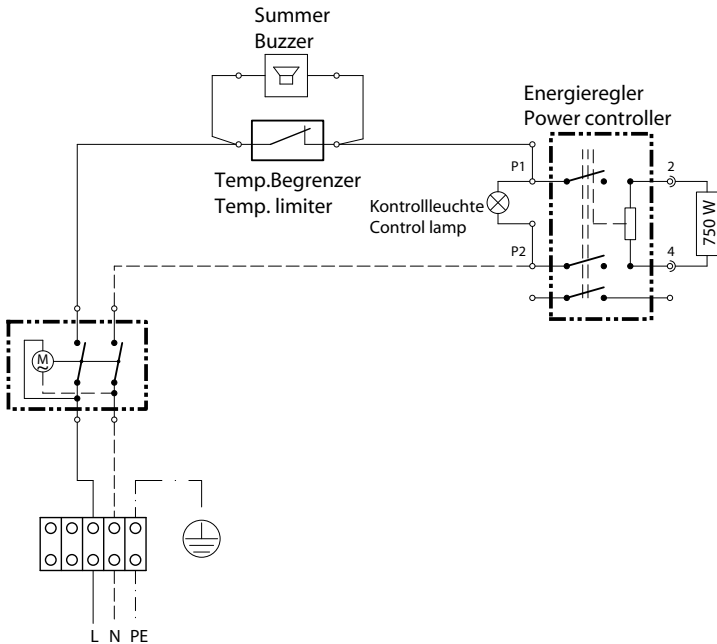 Summer
Buzzer
Energieregler
Power controller
Temp.Begrenzer
Temp. limiter
P1
2
Kontrollleuchte
Control lamp
750 W
P2
4
M
~
L N PE